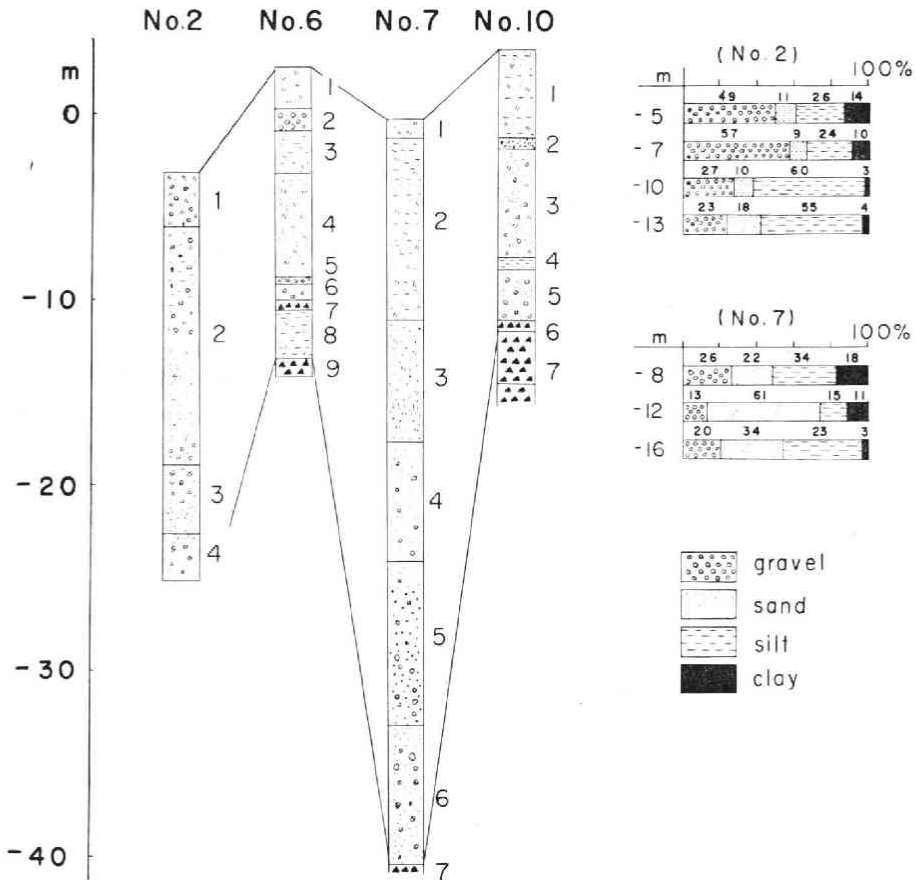 No.2 No.6 No.7 No.10
m
0
-10
-20
-30
-40
1
2
3
4
1
2
3
4
5
6
7
8
9
1
2
3
4
5
6
7
1
2
3
4
5
6
7
(No.2)
m 100%
49 11 26 14
-5
57 9 24 10
-7
27 10 60 3
-10
23 18 55 4
-13
(No.7)
m 100%
26 22 34 18
-8
13 61 15 11
-12
20 34 23 3
-16
gravel
sand
silt
clay